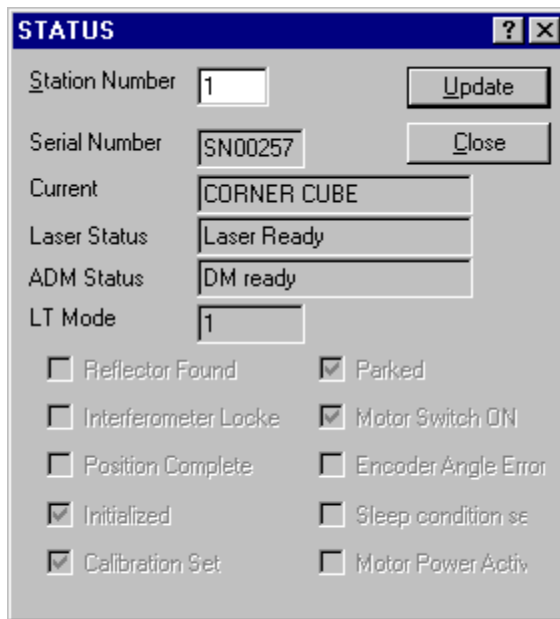 STATUS
Station Number 1 Update
Serial Number SN00257 Close
Current CORNER CUBE
Laser Status Laser Ready
ADM Status DM ready
LT Mode 1
Reflector Found Parked
Interferometer Locke Motor Switch ON
Position Complete Encoder Angle Error
Initialized Sleep condition se
Calibration Set Motor Power Activ